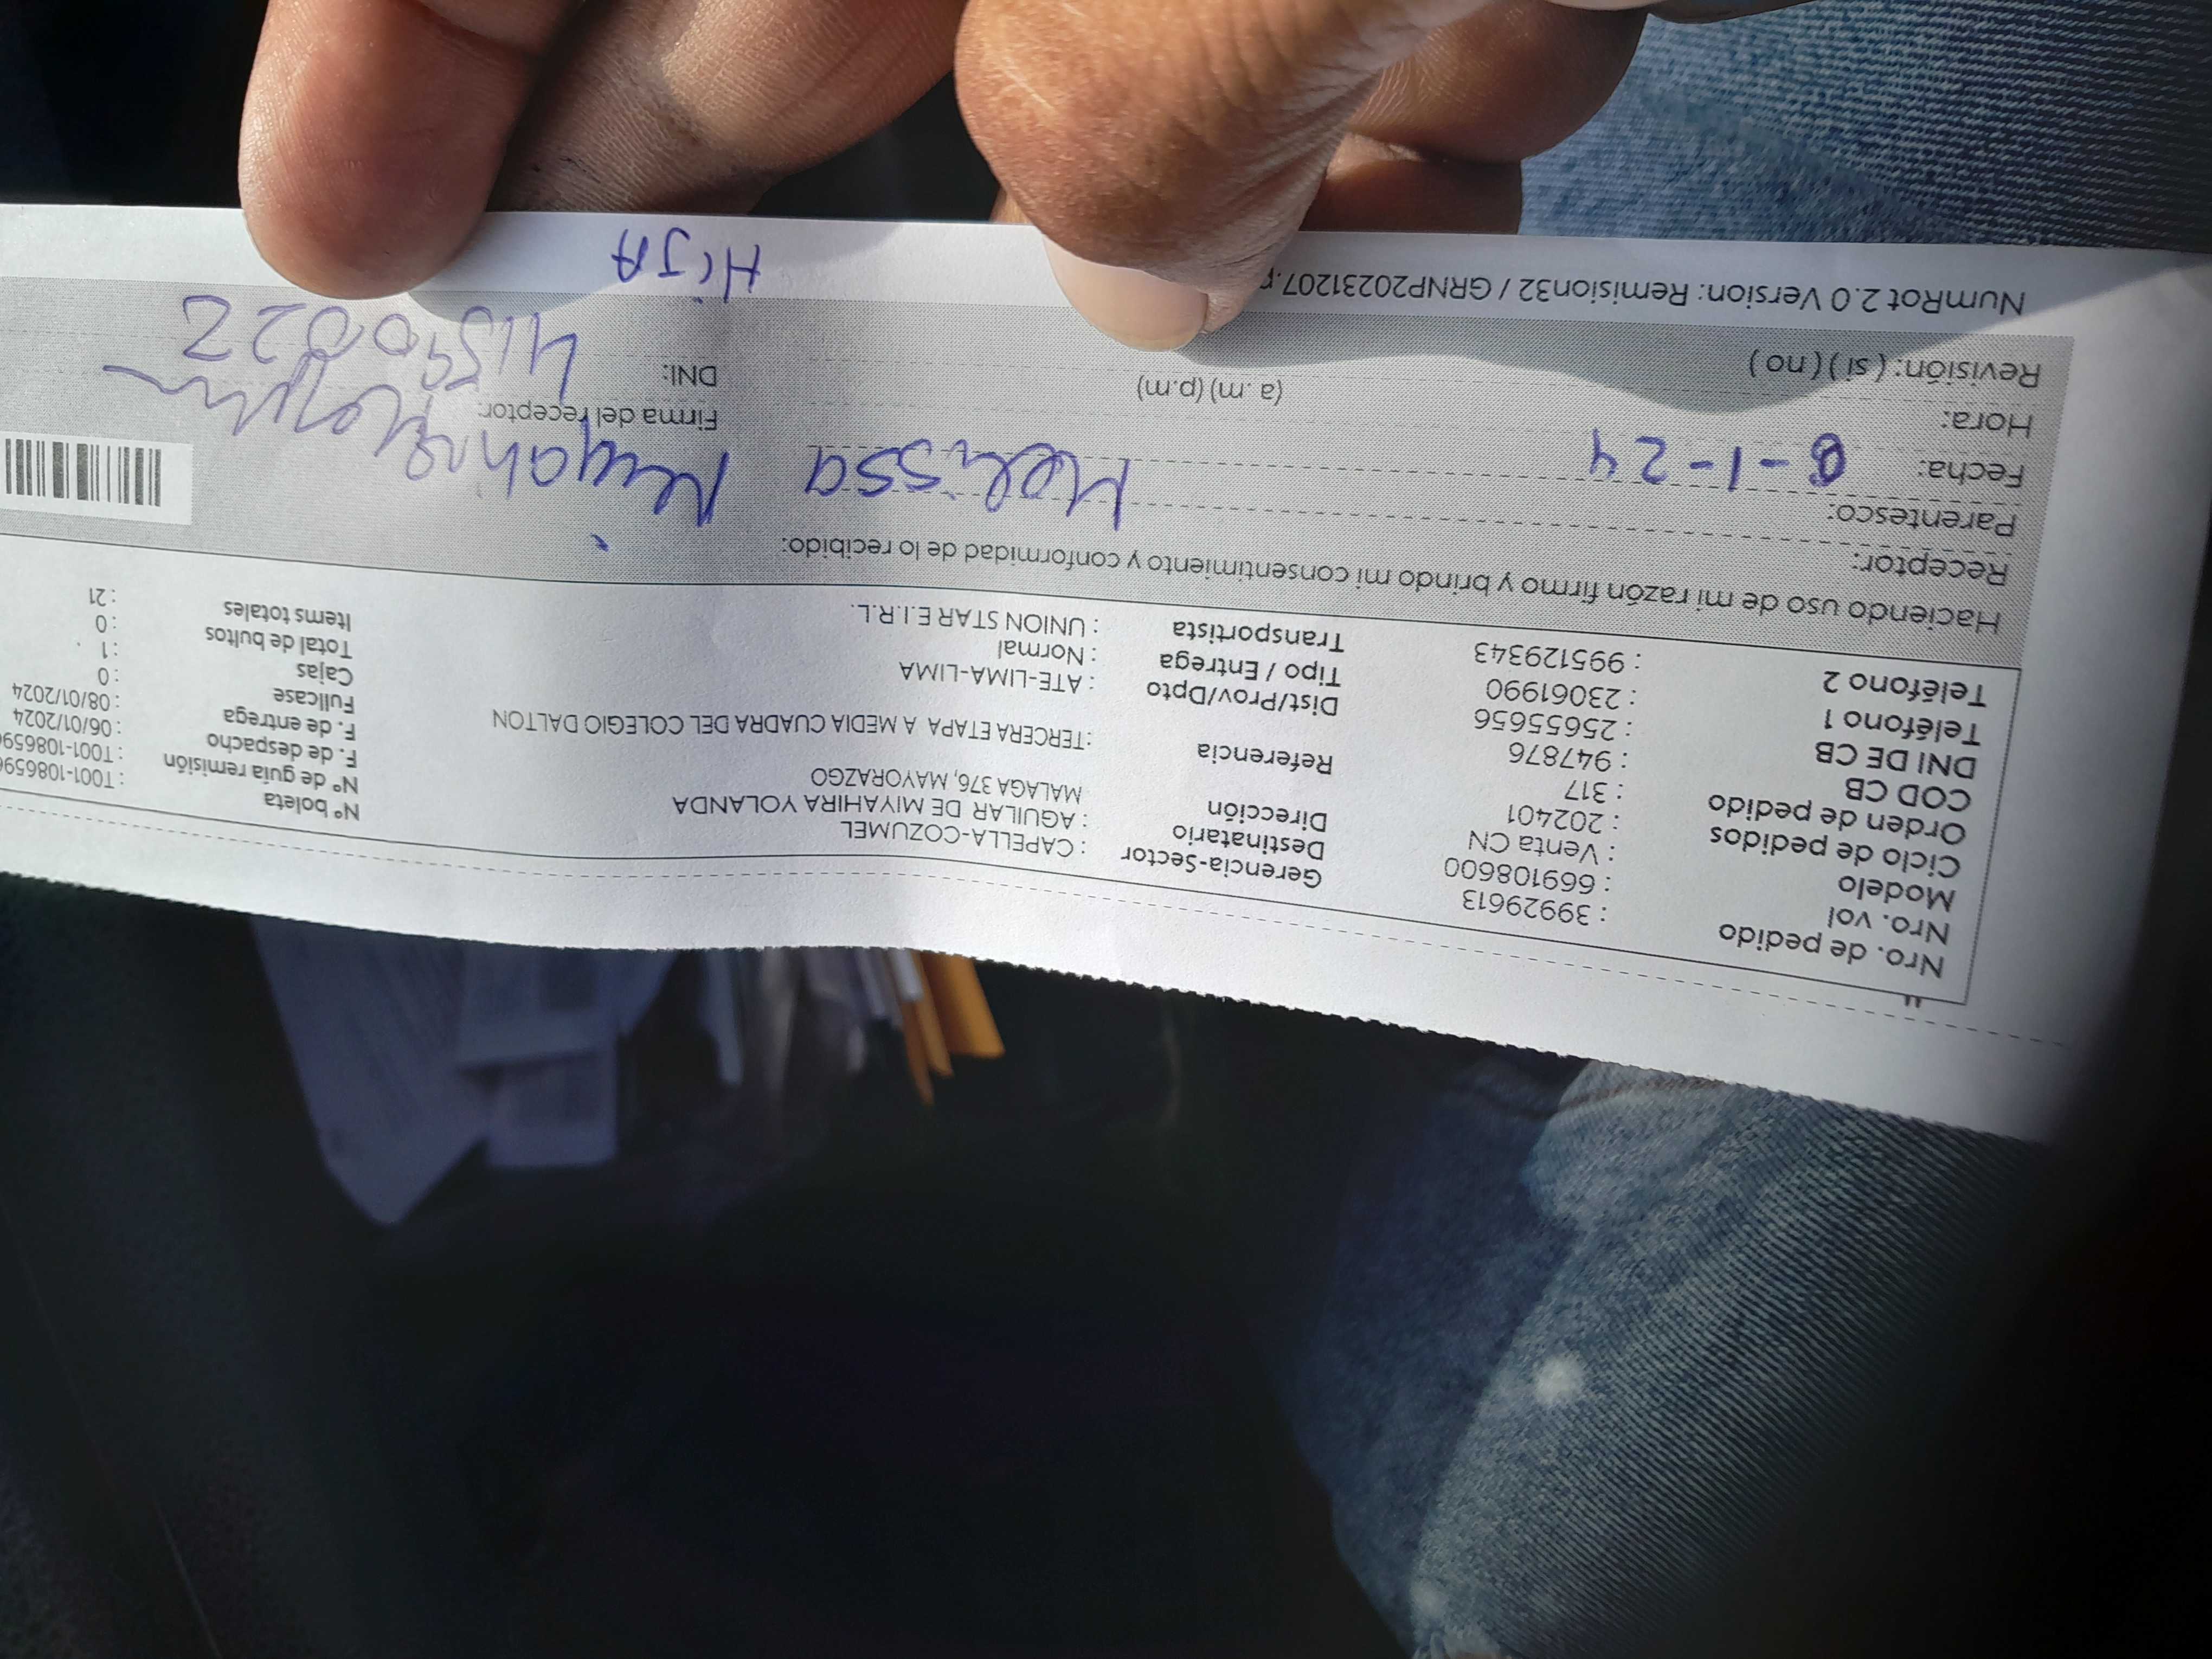 Nro. de pedido : 39929613 Gerencia-Sector : CAPELLA-COZUMEL Nº boleta : T001-1086596
Nro. vol : 669108600 Destinatario : AGUILAR DE MIYAHIRA YOLANDA Nº de guía remisión : T001-1086596
Modelo : Venta CN Dirección MALAGA 376, MAYORAZGO F. de despacho : 06/01/2024
Ciclo de pedidos : 202401 F. de entrega : 08/01/2024
Orden de pedido : 317 Referencia : TERCERA ETAPA A MEDIA CUADRA DEL COLEGIO DALTON Fullcase : 0
COD CB : 947876 Dist/Prov/Dpto : ATE-LIMA-LIMA Cajas : 1
DNI DE CB : 25655656 Tipo / Entrega : Normal Total de bultos : 0
Teléfono 1 : 23061990 Transportista : UNION STAR E.I.R.L. Items totales : 21
Teléfono 2 : 995129343
Haciendo uso de mi razón firmo y brindo mi consentimiento y conformidad de lo recibido:
Receptor: Melissa Miyahira
Parentesco:
Fecha: 8-1-24 Firma del receptor:
Hora: (a.m) (p.m) DNI: 41590022
Revisión: ( si ) ( no )
HiJA
NumRot 2.0 Version: Remision32 / GRNP20231207.